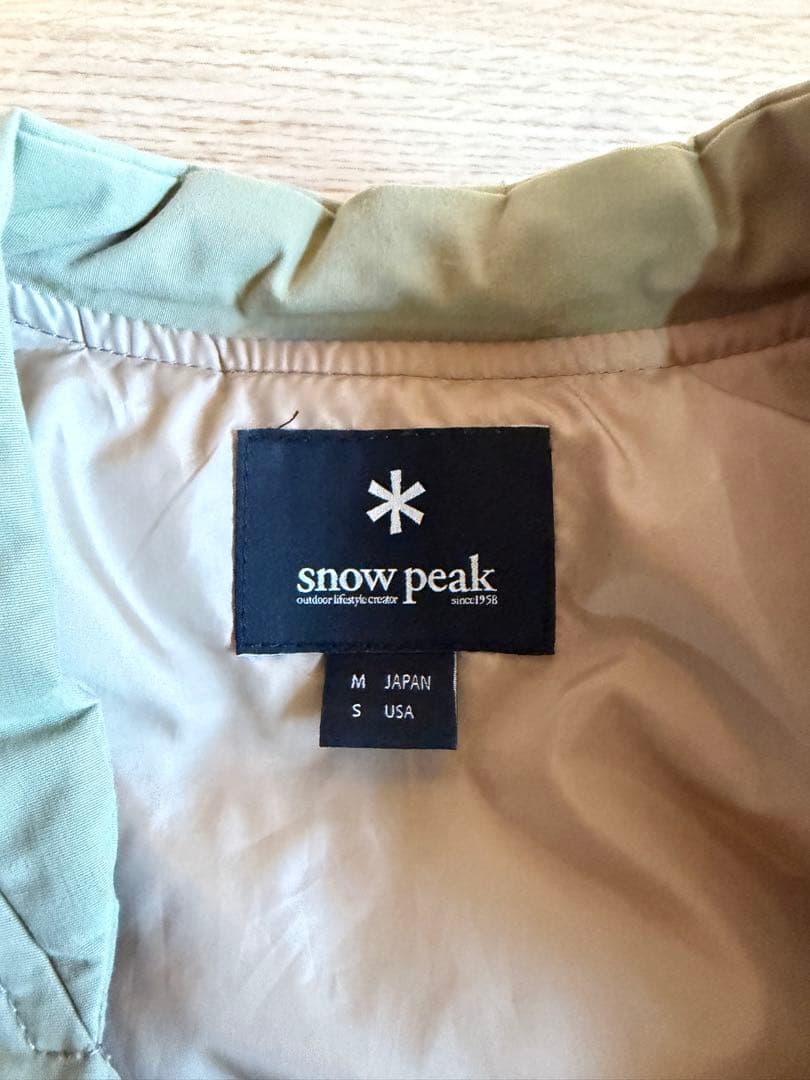 snow peak
outdoor lifestyle creator since1958
M JAPAN
S USA